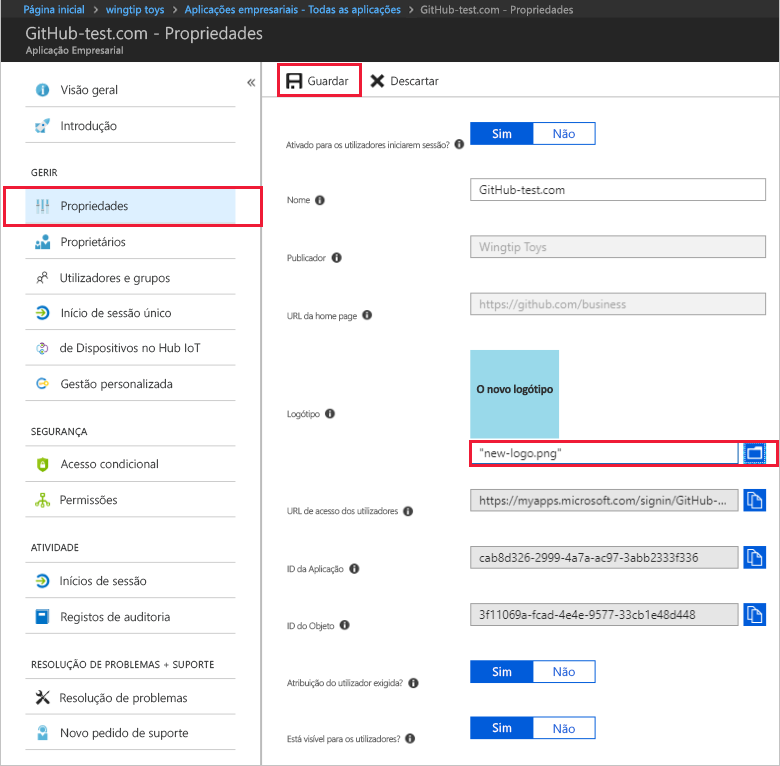 Página inicial > wingtip toys > Aplicações empresariais - Todas as aplicações > GitHub-test.com - Propriedades
GitHub-test.com - Propriedades
Aplicação Empresarial
«
Visão geral
Introdução
GERIR
Propriedades
Proprietários
Utilizadores e grupos
Início de sessão único
de Dispositivos no Hub IoT
Gestão personalizada
SEGURANÇA
Acesso condicional
Permissões
ATIVIDADE
Inícios de sessão
Registos de auditoria
RESOLUÇÃO DE PROBLEMAS + SUPORTE
Resolução de problemas
Novo pedido de suporte
Guardar Descartar
Ativado para os utilizadores iniciarem sessão? Sim Não
Nome GitHub-test.com
Publicador Wingtip Toys
URL da home page https://github.com/business
O novo logótipo
Logótipo
"new-logo.png"
URL de acesso dos utilizadores https://myapps.microsoft.com/signin/GitHub-...
ID da Aplicação cab8d326-2999-4a7a-ac97-3abb2333f336
ID do Objeto 3f11069a-fcad-4e4e-9577-33cb1e48d448
Atribuição do utilizador exigida? Sim Não
Está visível para os utilizadores? Sim Não